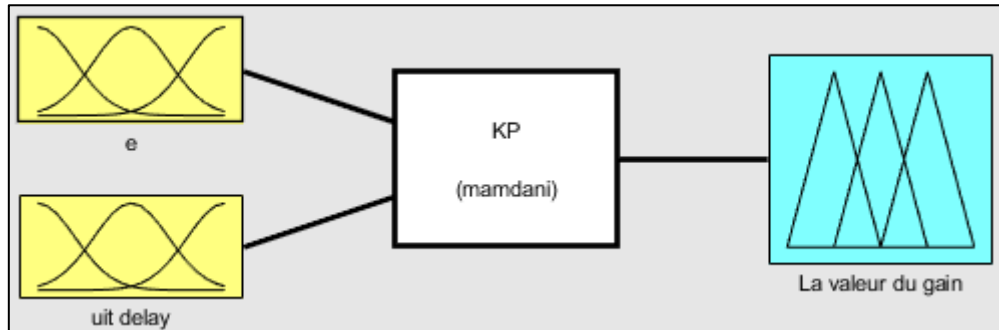 e
KP
(mamdani)
uit delay
La valeur du gain